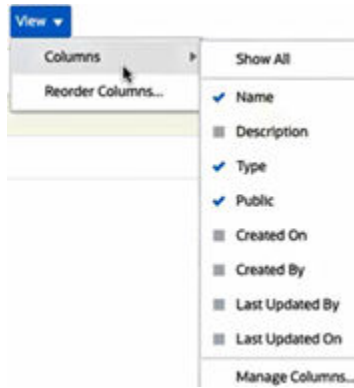 View
Columns
Reorder Columns...
Show All
Name
Description
Type
Public
Created On
Created By
Last Updated By
Last Updated On
Manage Columns...